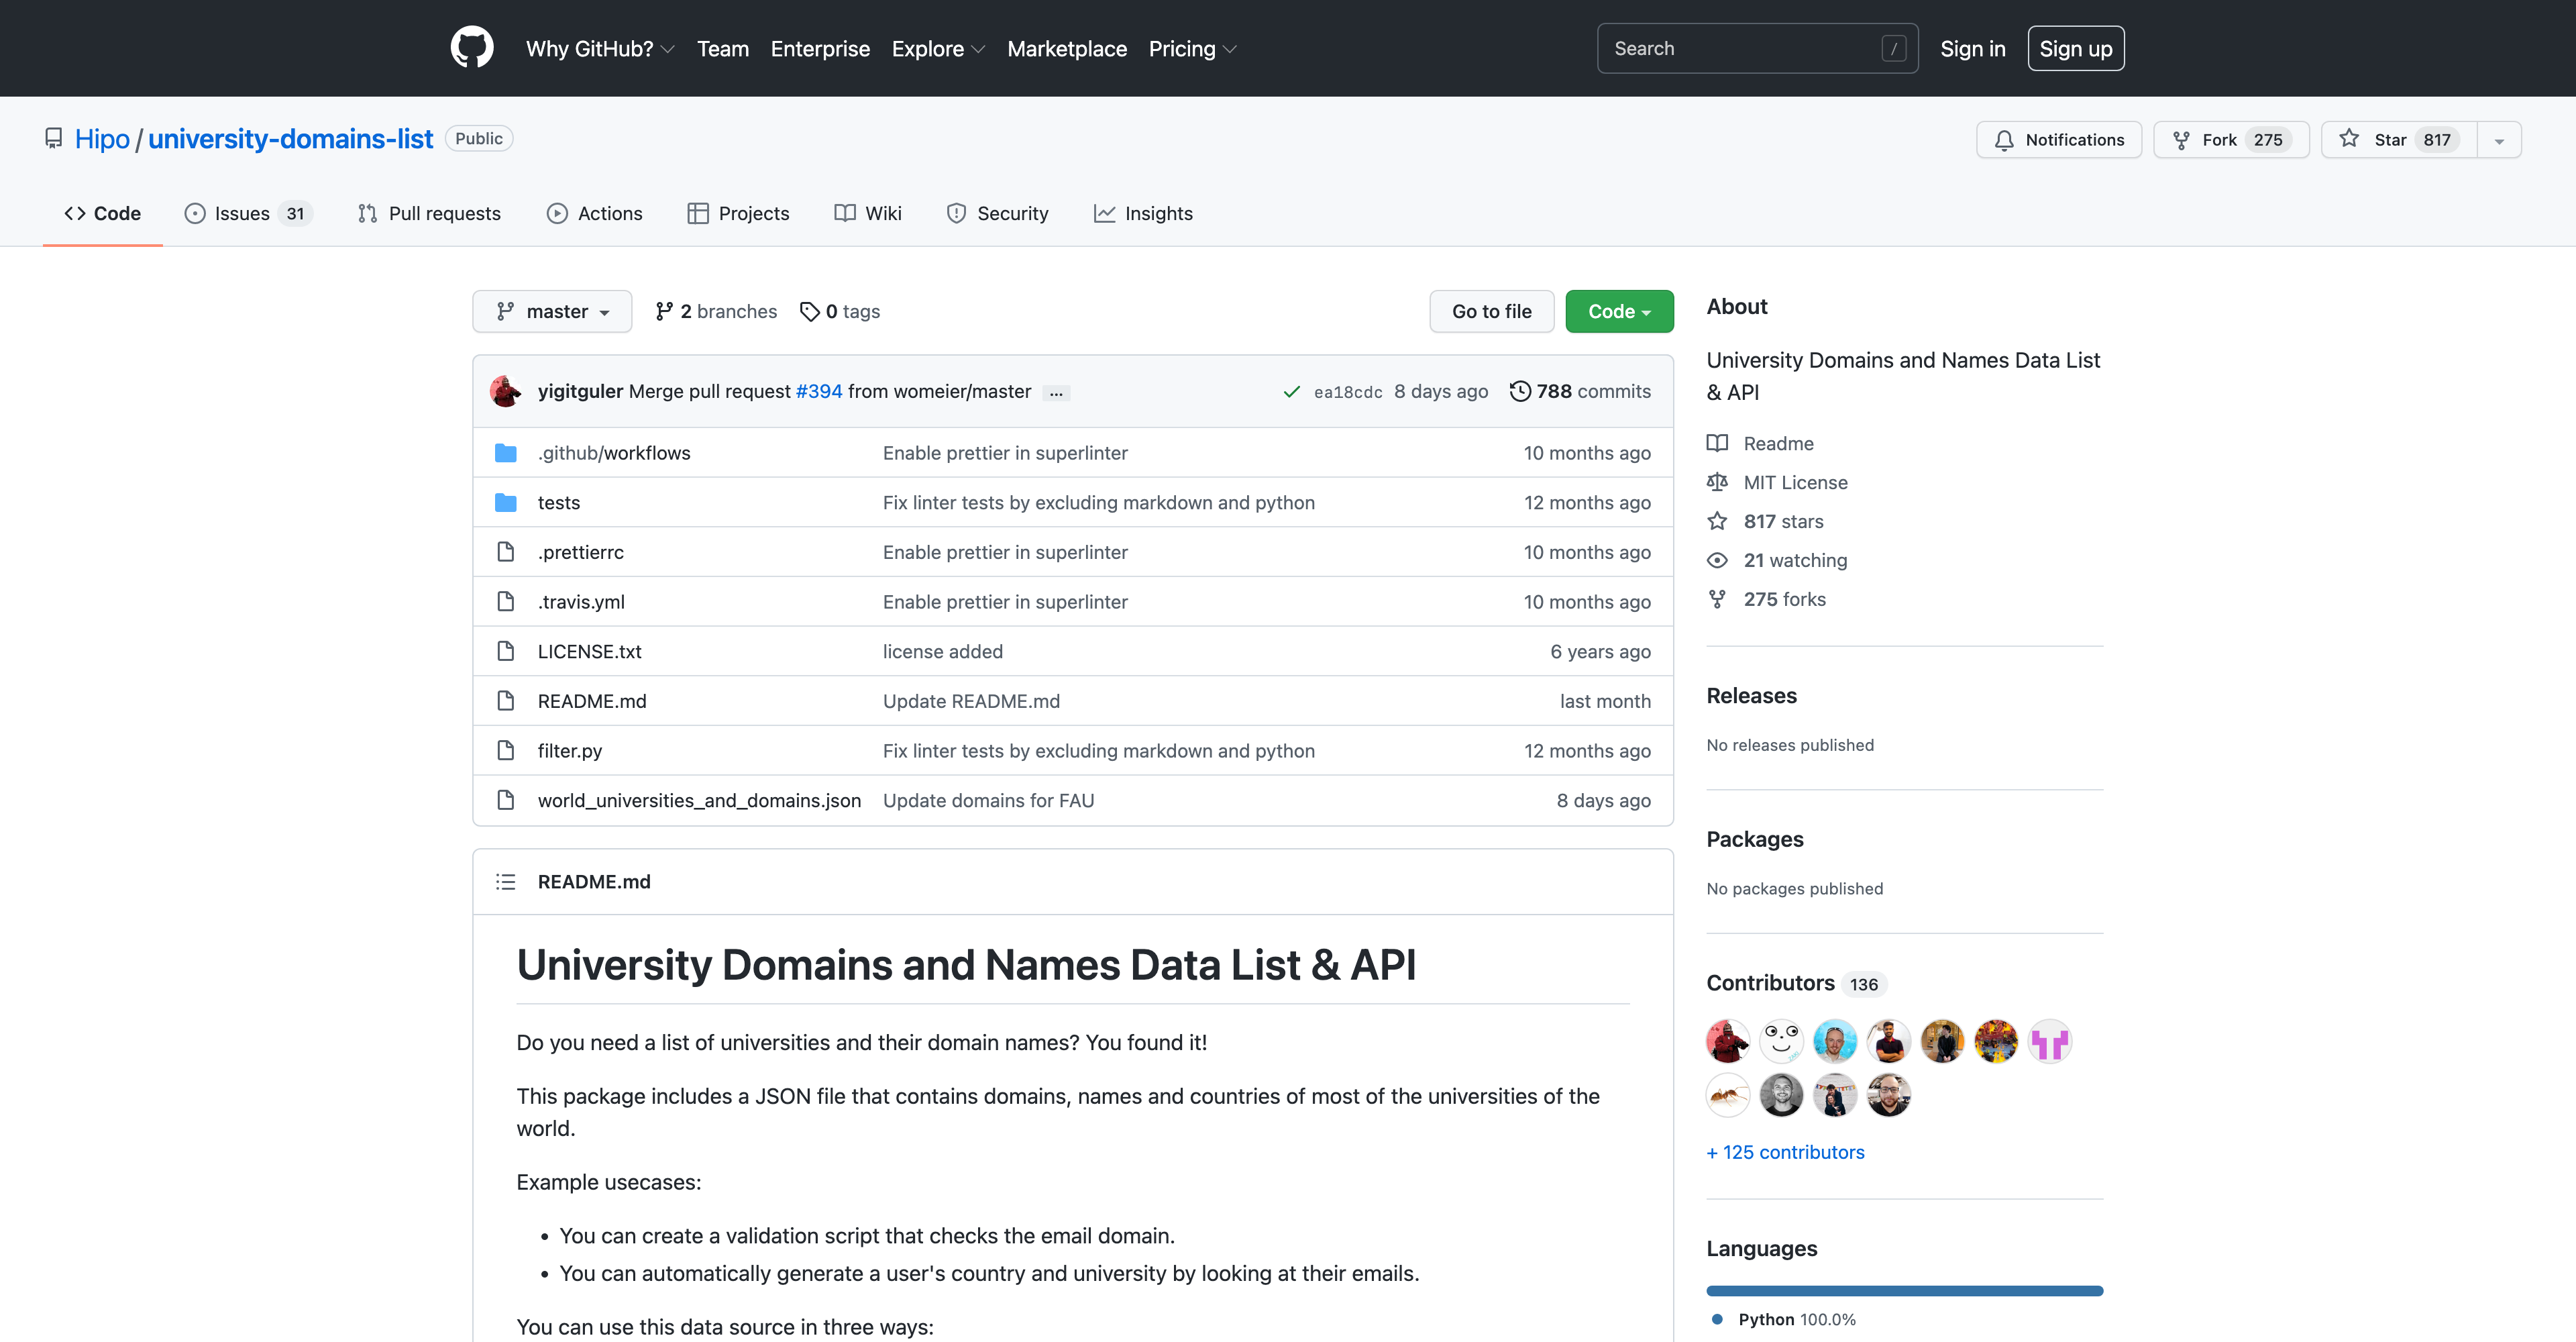 Why GitHub? Team Enterprise Explore Marketplace Pricing Search / Sign in Sign up
Hipo / university-domains-list Public Notifications Fork 275 Star 817
Code Issues 31 Pull requests Actions Projects Wiki Security Insights
master 2 branches 0 tags Go to file Code
yigitguler Merge pull request #394 from womeier/master ... ea18cdc 8 days ago 788 commits
.github/workflows Enable prettier in superlinter 10 months ago
tests Fix linter tests by excluding markdown and python 12 months ago
.prettierrc Enable prettier in superlinter 10 months ago
.travis.yml Enable prettier in superlinter 10 months ago
LICENSE.txt license added 6 years ago
README.md Update README.md last month
filter.py Fix linter tests by excluding markdown and python 12 months ago
world_universities_and_domains.json Update domains for FAU 8 days ago
README.md
University Domains and Names Data List & API
Do you need a list of universities and their domain names? You found it!
This package includes a JSON file that contains domains, names and countries of most of the universities of the
world.
Example usecases:
• You can create a validation script that checks the email domain.
• You can automatically generate a user's country and university by looking at their emails.
You can use this data source in three ways:
About
University Domains and Names Data List
& API
Readme
MIT License
817 stars
21 watching
275 forks
Releases
No releases published
Packages
No packages published
Contributors 136
+ 125 contributors
Languages
Python 100.0%